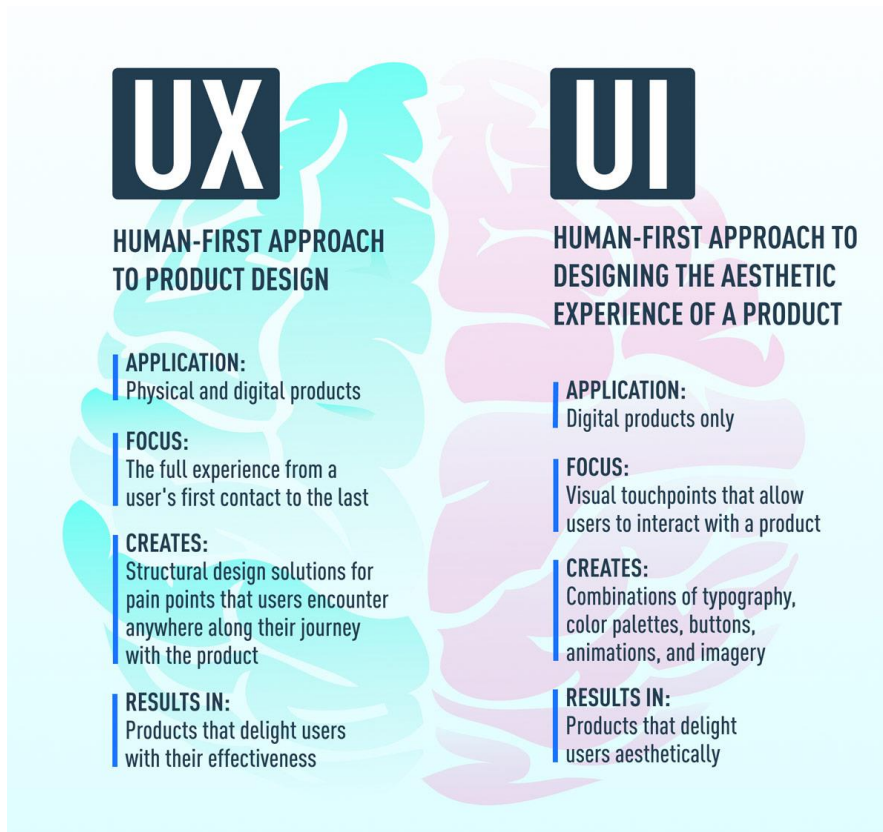 UX
HUMAN-FIRST APPROACH
TO PRODUCT DESIGN
APPLICATION:
Physical and digital products
FOCUS:
The full experience from a
user's first contact to the last
CREATES:
Structural design solutions for
pain points that users encounter
anywhere along their journey
with the product
RESULTS IN:
Products that delight users
with their effectiveness
UI
HUMAN-FIRST APPROACH TO
DESIGNING THE AESTHETIC
EXPERIENCE OF A PRODUCT
APPLICATION:
Digital products only
FOCUS:
Visual touchpoints that allow
users to interact with a product
CREATES:
Combinations of typography,
color palettes, buttons,
animations, and imagery
RESULTS IN:
Products that delight
users aesthetically